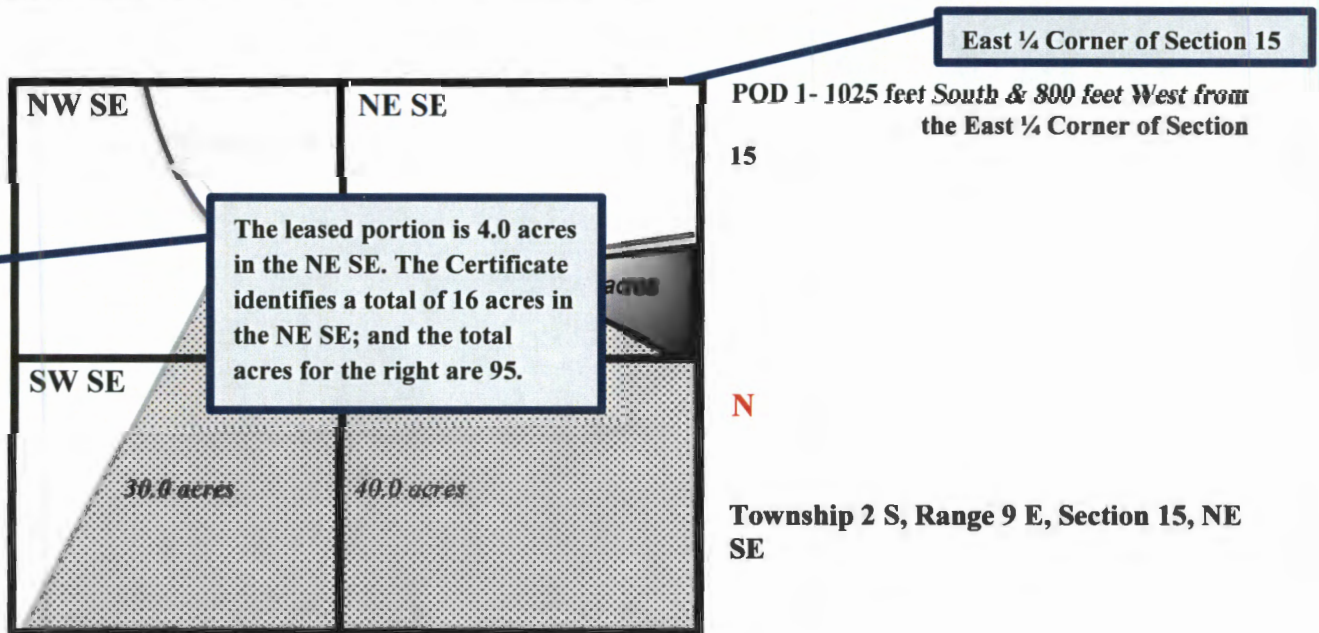 East ¼ Corner of Section 15
NW SE
NE SE
POD 1- 1025 feet South & 800 feet West from
the East ¼ Corner of Section
15
The leased portion is 4.0 acres
in the NE SE. The Certificate
identifies a total of 16 acres in
the NE SE; and the total
acres for the right are 95.
acres
SW SE
N
30.0 acres
40.0 acres
Township 2 S, Range 9 E, Section 15, NE
SE